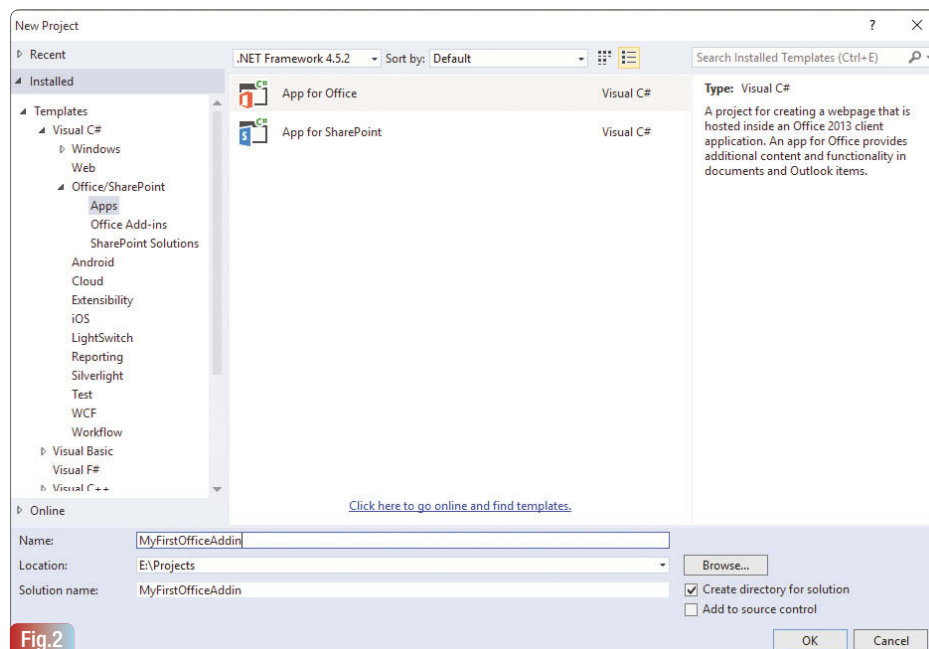 New Project
? ×
Recent
.NET Framework 4.5.2 Sort by: Default
Search Installed Templates (Ctrl+E)
Installed
Templates
Visual C#
Windows
Web
Office/SharePoint
Apps
Office Add-ins
SharePoint Solutions
Android
Cloud
Extensibility
iOS
LightSwitch
Reporting
Silverlight
Test
WCF
Workflow
Visual Basic
Visual F#
Visual C++
Online
C# App for Office Visual C#
C# App for SharePoint Visual C#
Click here to go online and find templates.
Type: Visual C#
A project for creating a webpage that is
hosted inside an Office 2013 client
application. An app for Office provides
additional content and functionality in
documents and Outlook items.
Name: MyFirstOfficeAddin
Location: E:\Projects
Browse...
Solution name: MyFirstOfficeAddin
Create directory for solution
Add to source control
OK Cancel
Fig.2